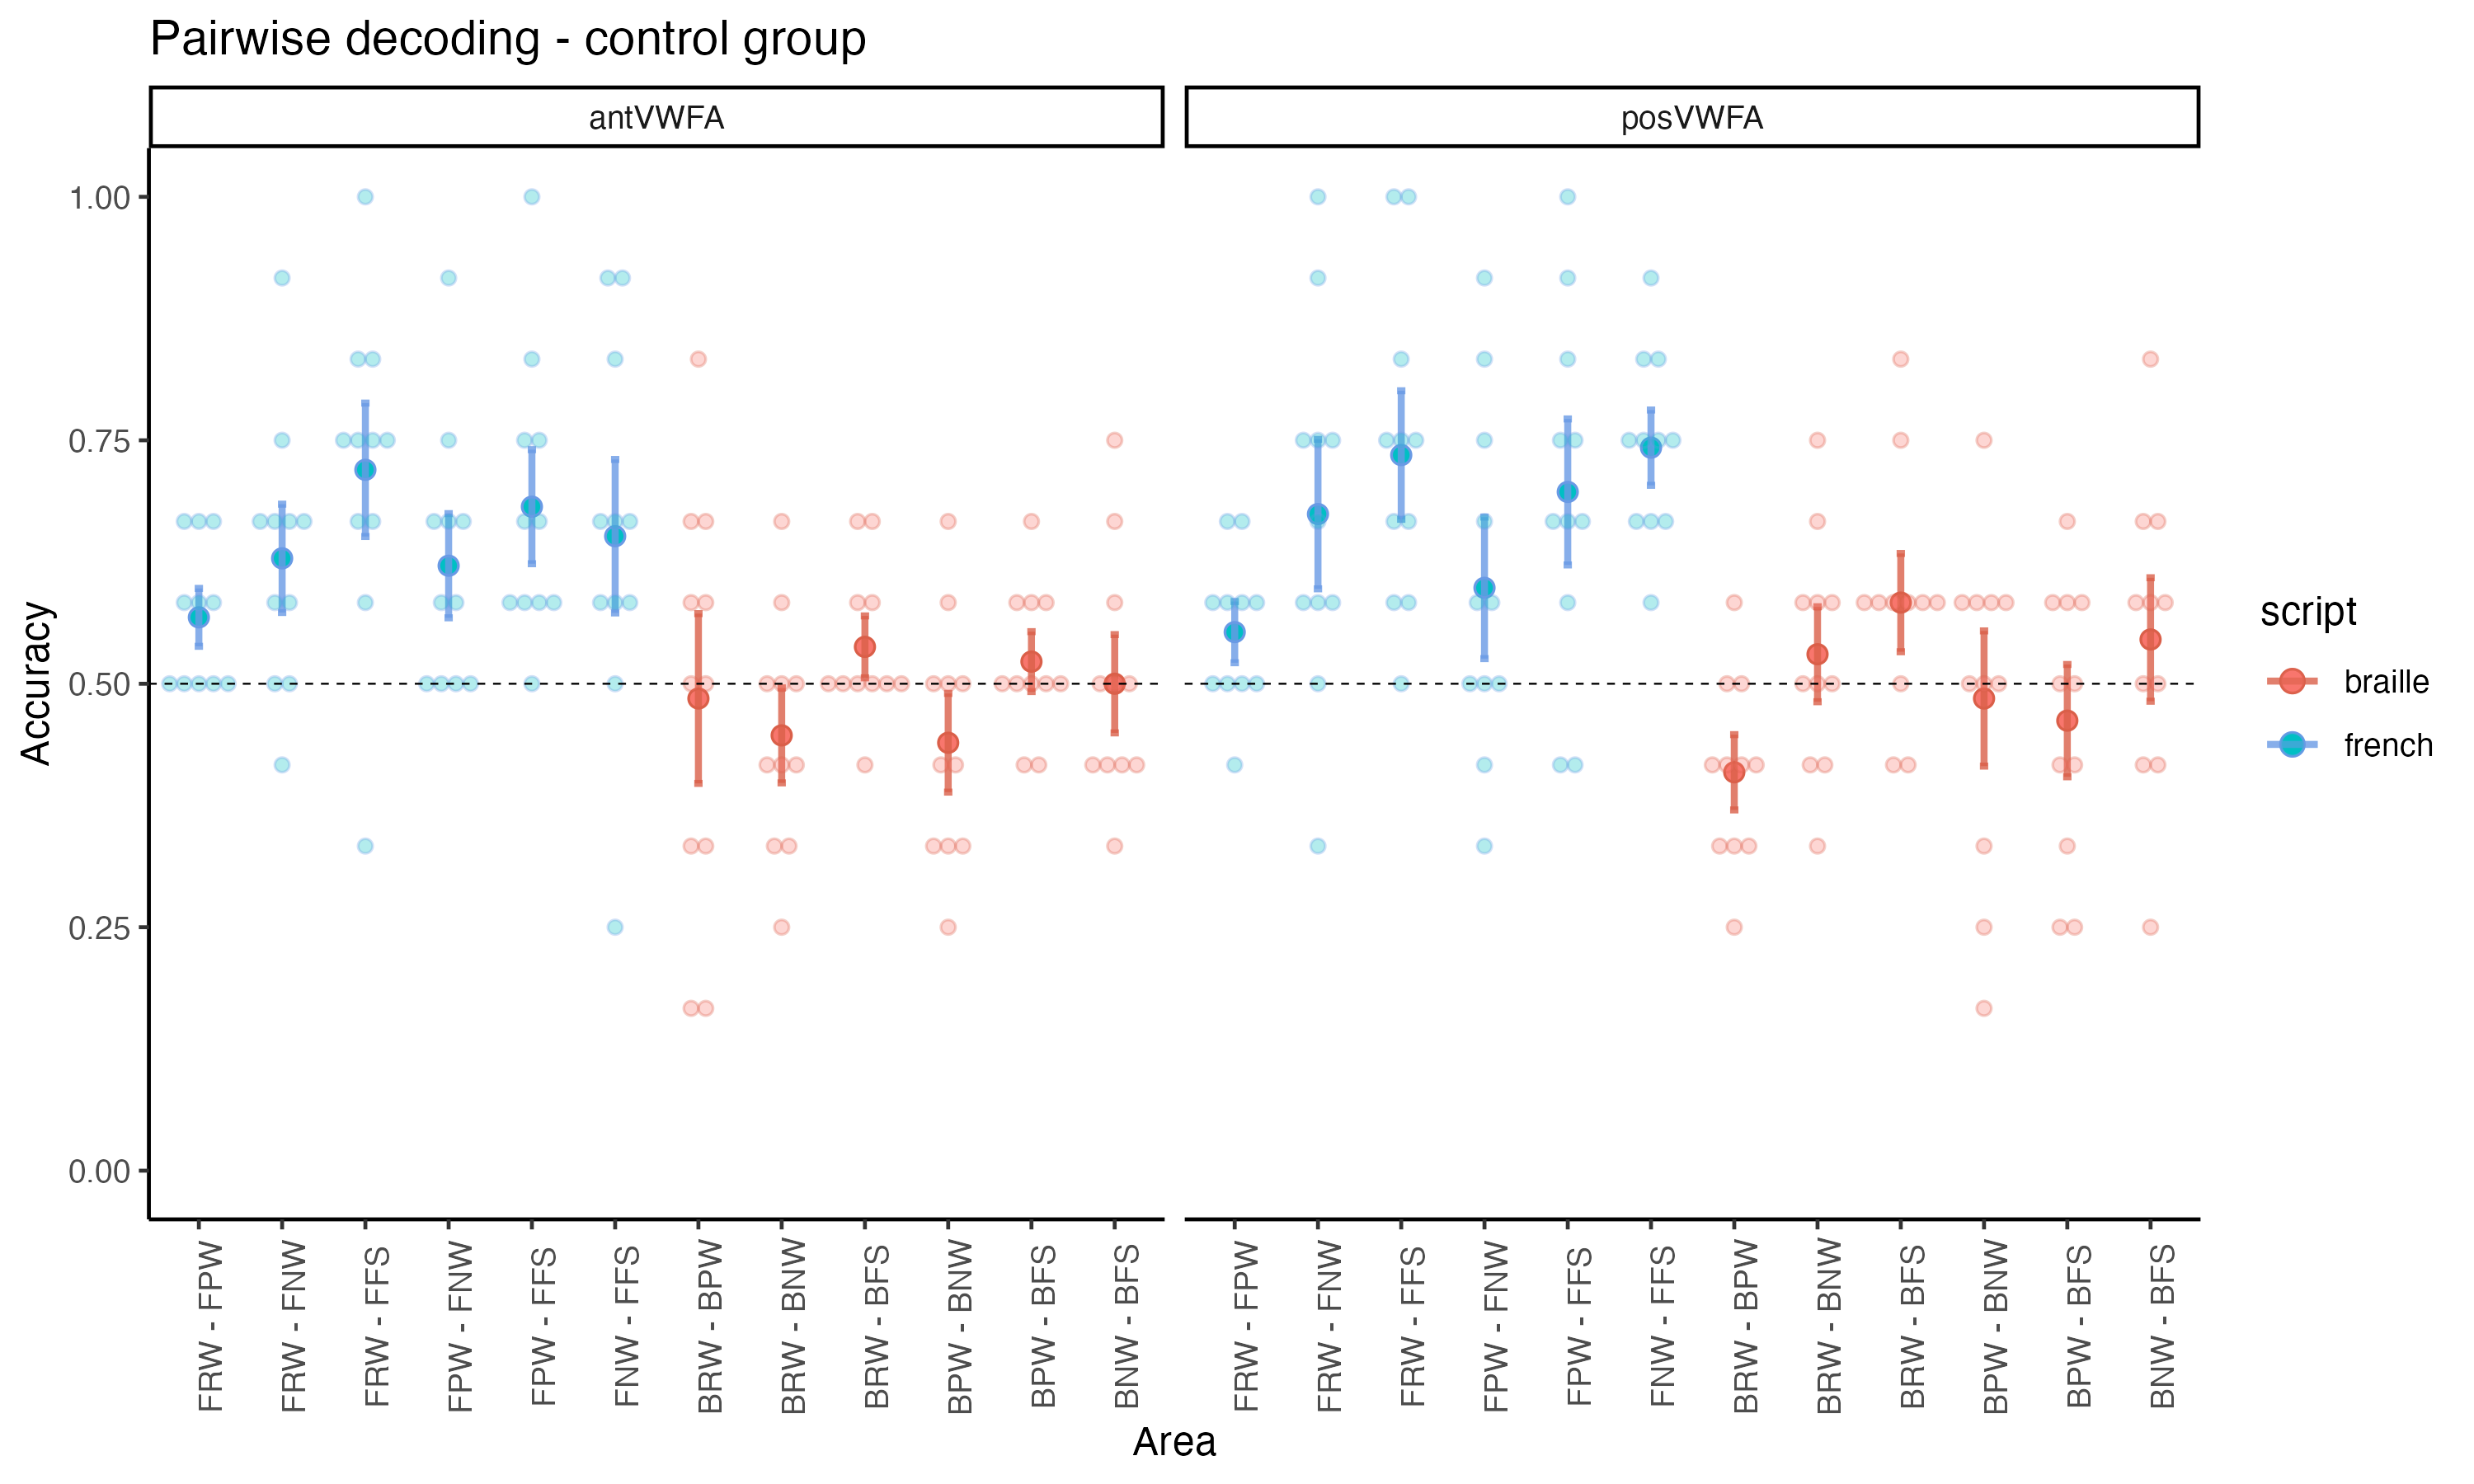 Pairwise decoding - control group
antVWFA
posVWFA
Accuracy
1.00
0.75
0.50
0.25
0.00
FRW - FPW
FRW - FNW
FRW - FFS
FPW - FNW
FPW - FFS
FNW - FFS
BRW - BPW
BRW - BNW
BRW - BFS
BPW - BNW
BPW - BFS
BNW - BFS
FRW - FPW
FRW - FNW
FRW - FFS
FPW - FNW
FPW - FFS
FNW - FFS
BRW - BPW
BRW - BNW
BRW - BFS
BPW - BNW
BPW - BFS
BNW - BFS
Area
script
braille
french